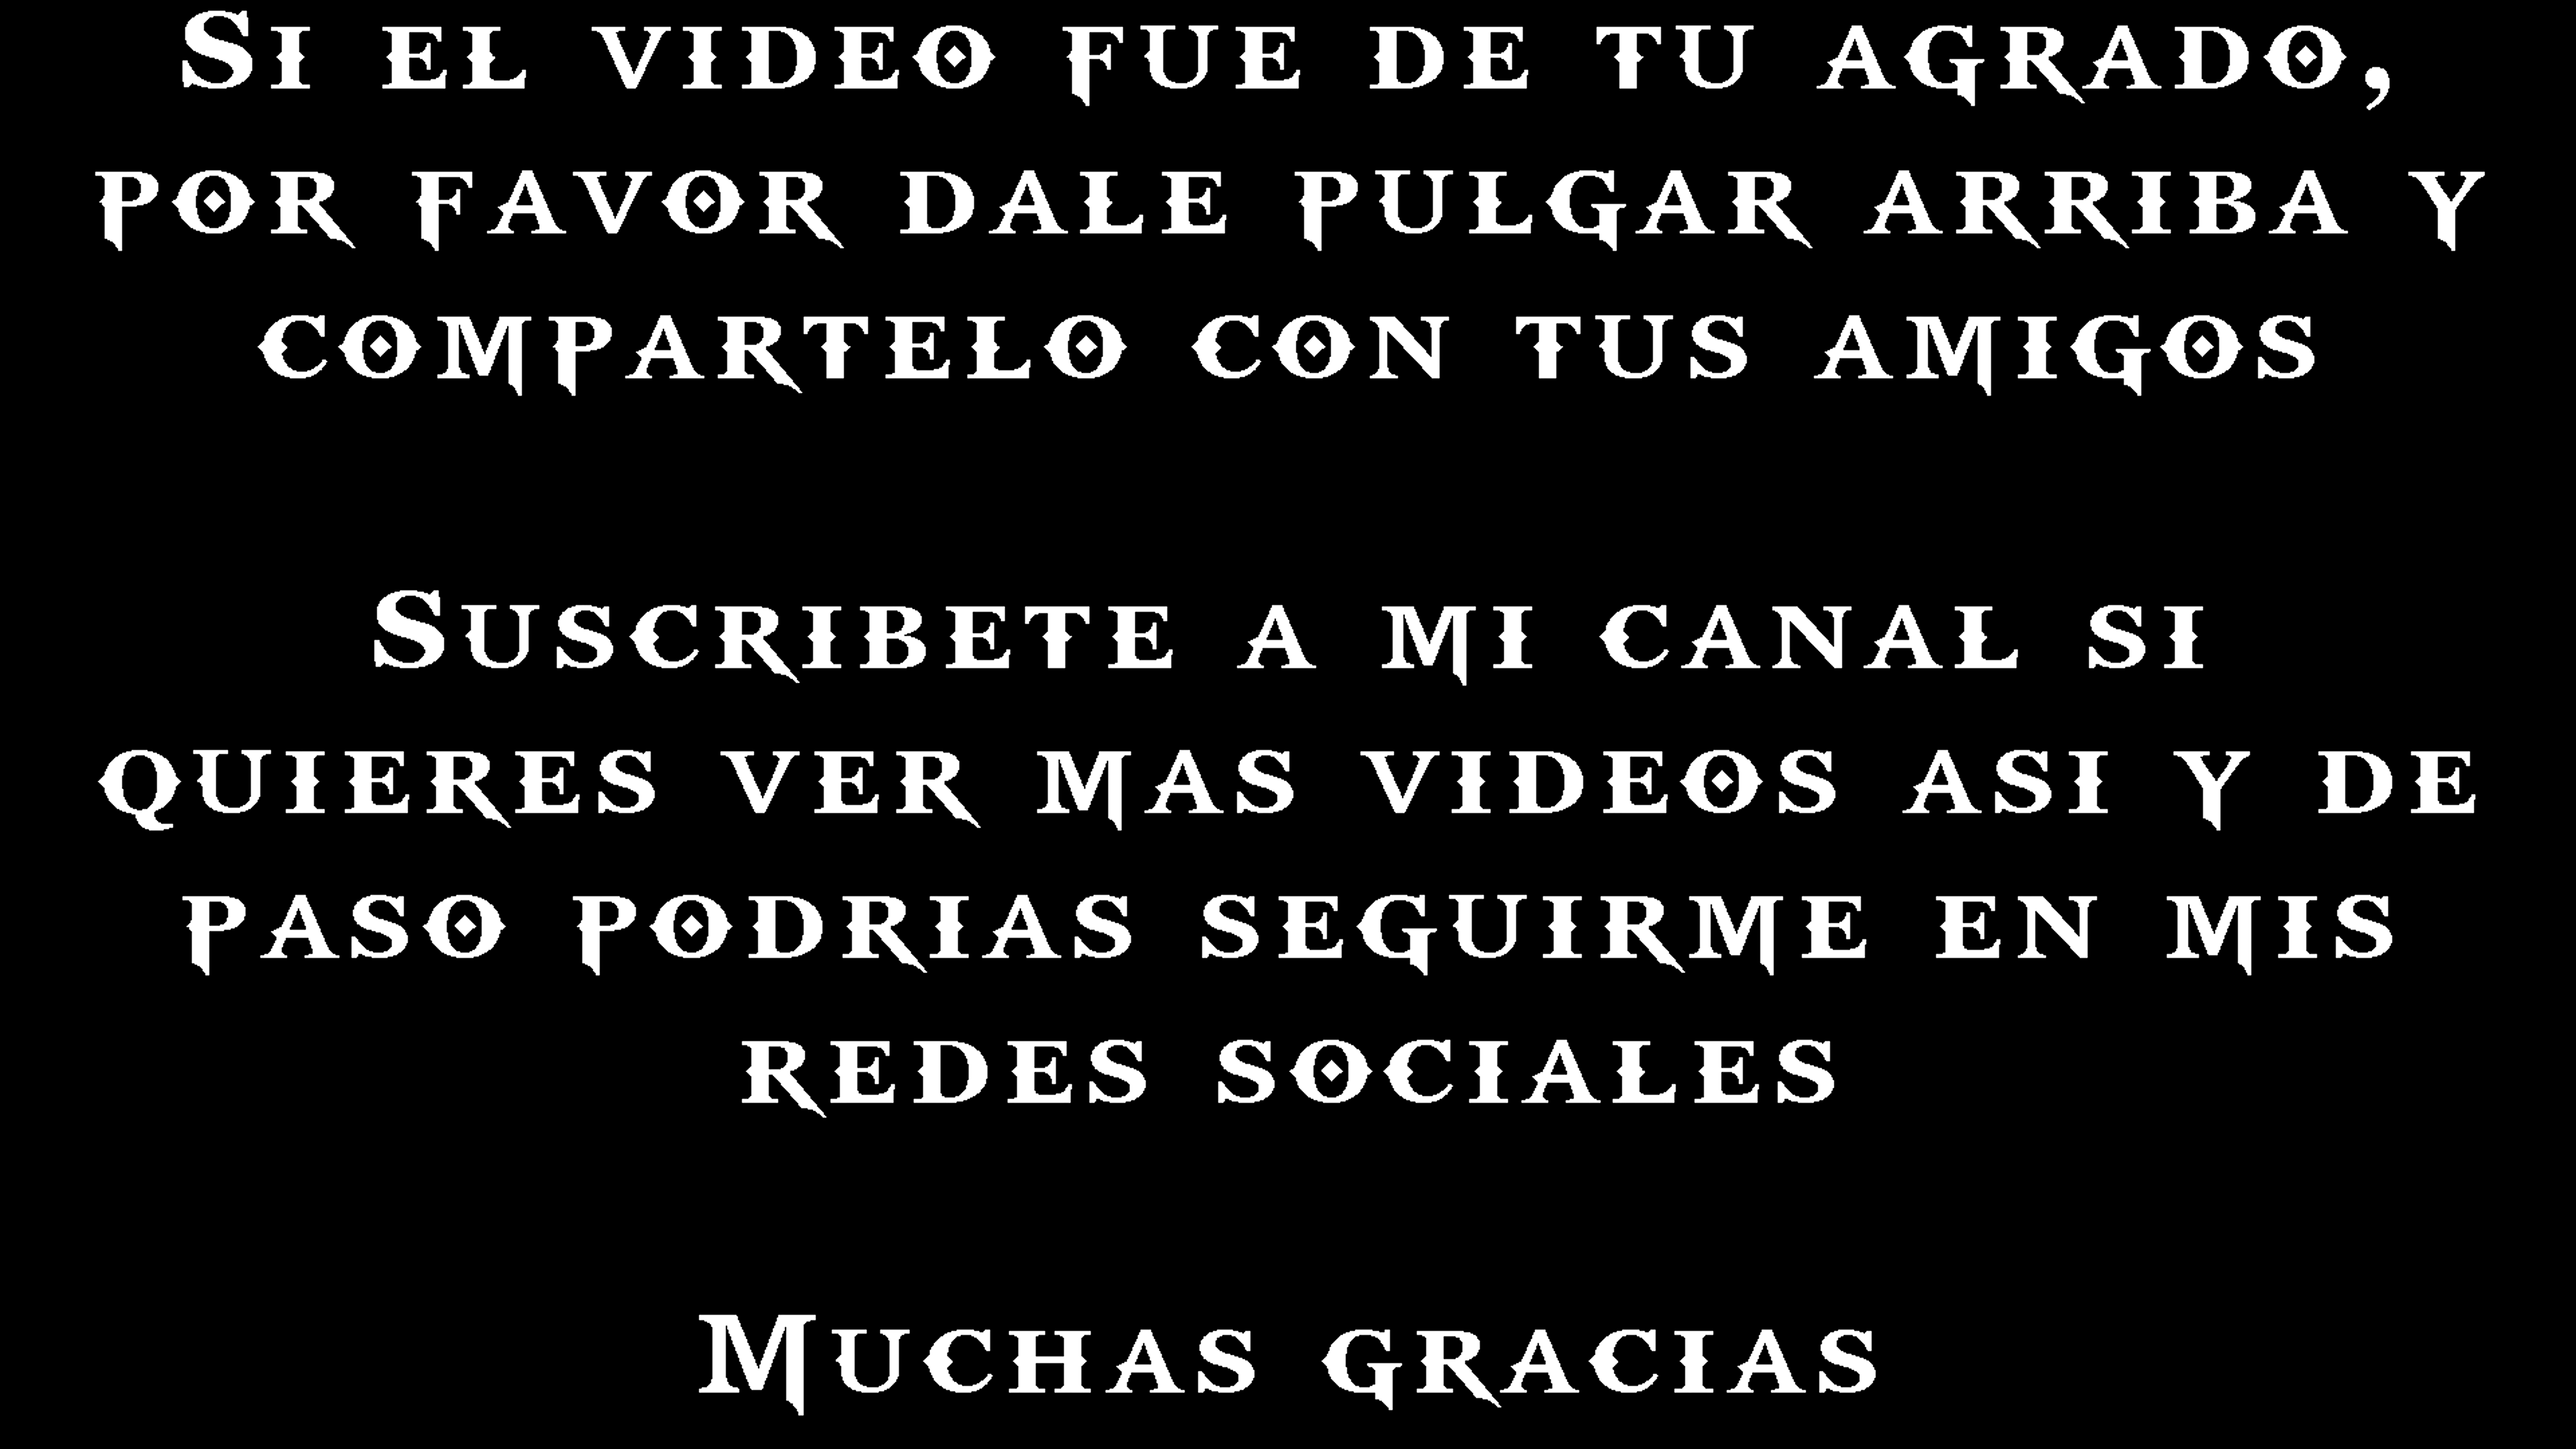 Si el video fue de tu agrado,
por favor dale pulgar arriba y
compartelo con tus amigos
Suscribete a mi canal si
quieres ver mas videos asi y de
paso podrias seguirme en mis
redes sociales
Muchas gracias